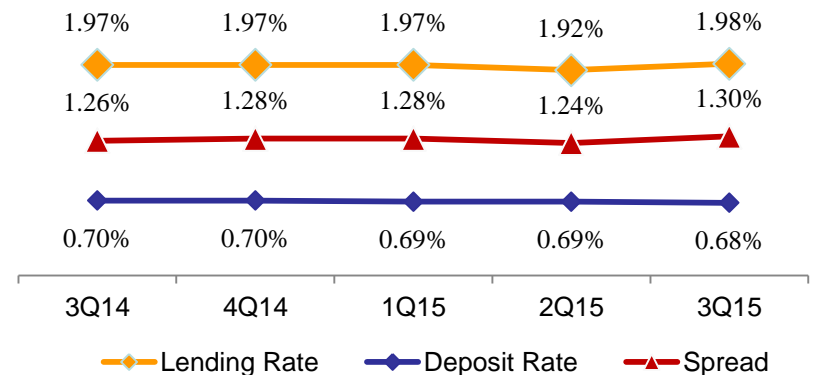 1.97% 1.97% 1.97% 1.92% 1.98%
1.26% 1.28% 1.28% 1.24% 1.30%
0.70% 0.70% 0.69% 0.69% 0.68%
3Q14 4Q14 1Q15 2Q15 3Q15
Lending Rate Deposit Rate Spread